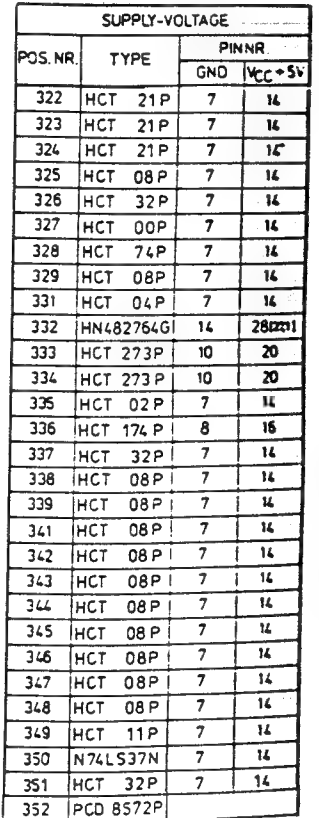 SUPPLY-VOLTAGE
POS. NR. TYPE PINNR.
GND VCC +5V
322 HCT 21P 7 14
323 HCT 21P 7 14
324 HCT 21P 7 14
325 HCT 08P 7 14
326 HCT 32P 7 14
327 HCT 00P 7 14
328 HCT 74P 7 14
329 HCT 08P 7 14
331 HCT 04P 7 14
332 HN482764G 14 28
333 HCT 273P 10 20
334 HCT 273P 10 20
335 HCT 02P 7 14
336 HCT 174P 8 16
337 HCT 32P 7 14
338 HCT 08P 7 14
339 HCT 08P 7 14
341 HCT 08P 7 14
342 HCT 08P 7 14
343 HCT 08P 7 14
344 HCT 08P 7 14
345 HCT 08P 7 14
346 HCT 08P 7 14
347 HCT 08P 7 14
348 HCT 08P 7 14
349 HCT 11P 7 14
350 N74LS37N 7 14
351 HCT 32P 7 14
352 PCD 8572P